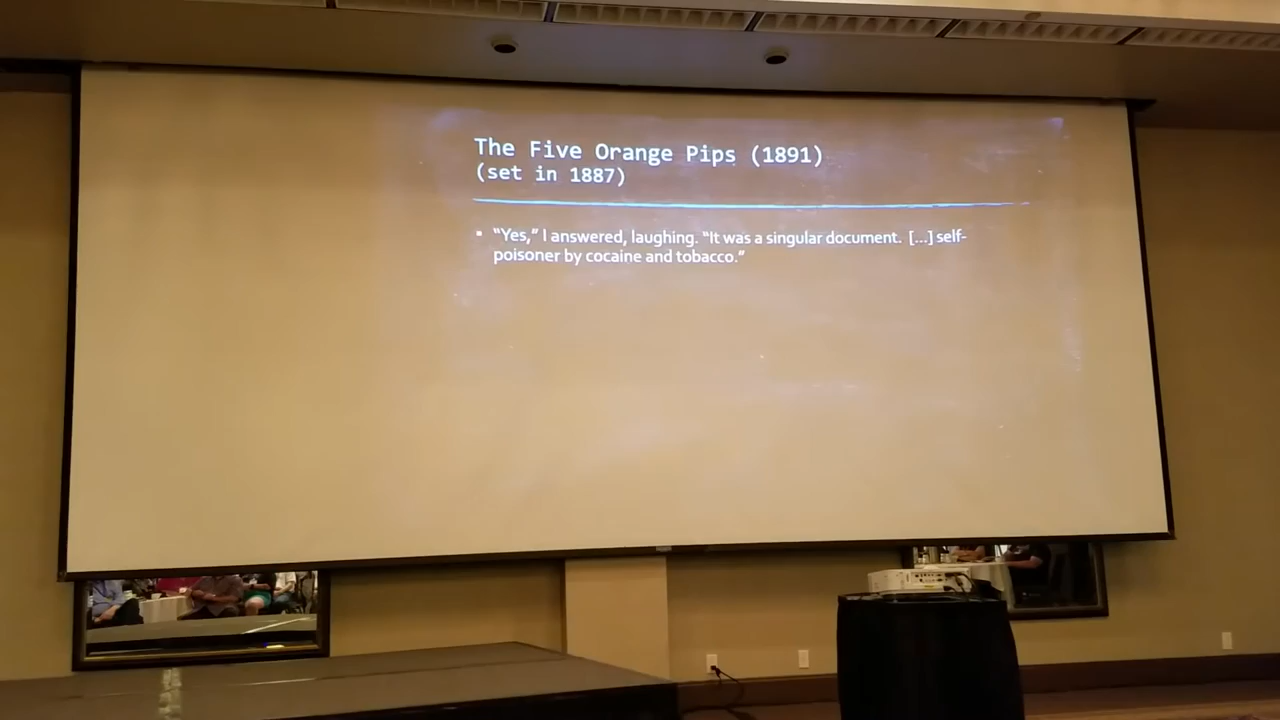 The Five Orange Pips (1891)
(set in 1887)
▪ “Yes,” I answered, laughing. “It was a singular document. [...] self-
poisoner by cocaine and tobacco.”